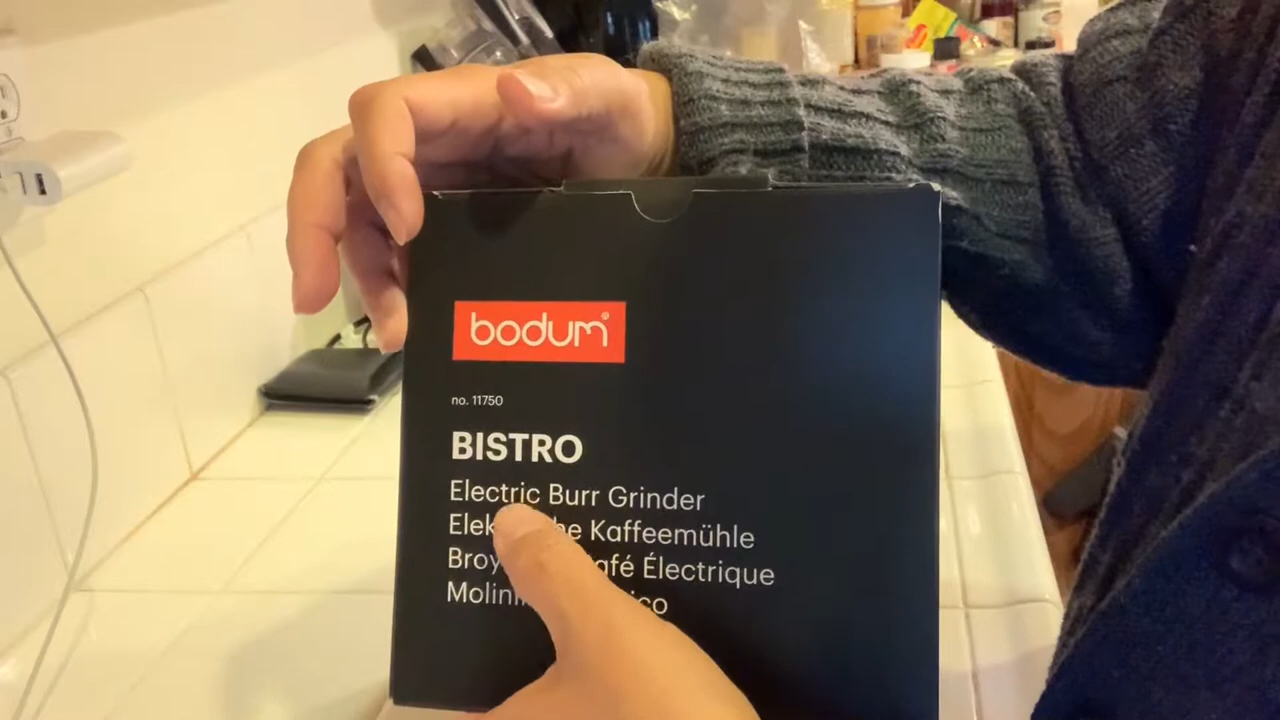 bodum®
no. 11750
BISTRO
Electric Burr Grinder
Kaffeemühle
Électrique